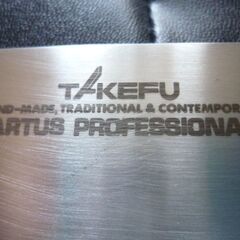 TAKEFU
ND-MADE, TRADITIONAL & CONTEMPOR
ARTUS PROFESSIONA